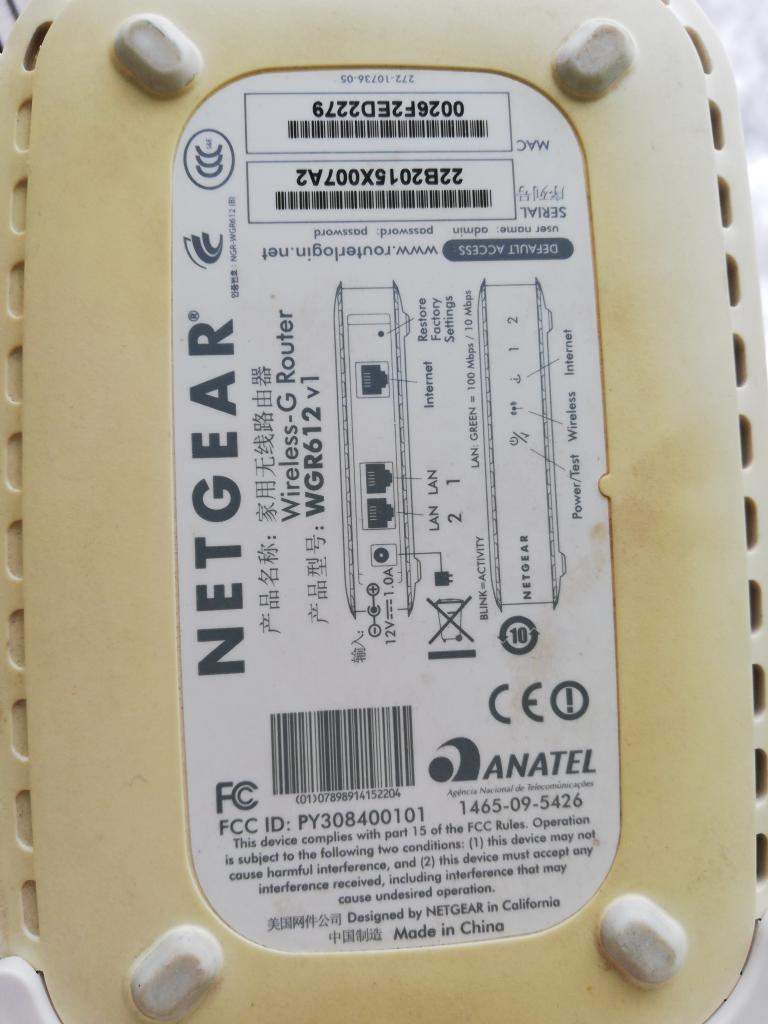 NETGEAR®
产品名称: 家用无线路由器
Wireless-G Router
产品型号: WGR612 v1
272-10736-05
MAC
0026F2ED2279
SERIAL
序列号
22B2015X007A2
DEFAULT ACCESS www.routerlogin.net
user name: admin password: password
인증번호: NGR-WGR612 (B)
CCC
S&E
Restore
Factory
Settings
Internet
LAN
1
LAN
2
输入:
12V⎓1.0A
LAN: GREEN = 100 Mbps / 10 Mbps
BLINK=ACTIVITY
NETGEAR
1 2
Power/Test
Wireless
Internet
10
CE
ANATEL
Agência Nacional de Telecomunicações
1465-09-5426
(01)07898914152204
FC
FCC ID: PY308400101
This device complies with part 15 of the FCC Rules. Operation
is subject to the following two conditions: (1) this device may not
cause harmful interference, and (2) this device must accept any
interference received, including interference that may
cause undesired operation.
美国网件公司 Designed by NETGEAR in California
中国制造 Made in China